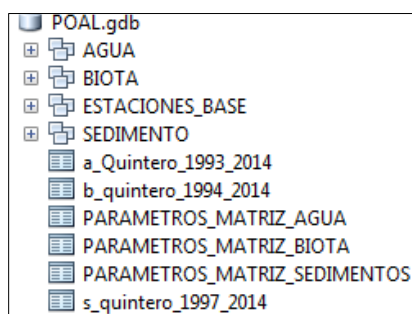 POAL.gdb
AGUA
BIOTA
ESTACIONES_BASE
SEDIMENTO
a_Quintero_1993_2014
b_quintero_1994_2014
PARAMETROS_MATRIZ_AGUA
PARAMETROS_MATRIZ_BIOTA
PARAMETROS_MATRIZ_SEDIMENTOS
s_quintero_1997_2014